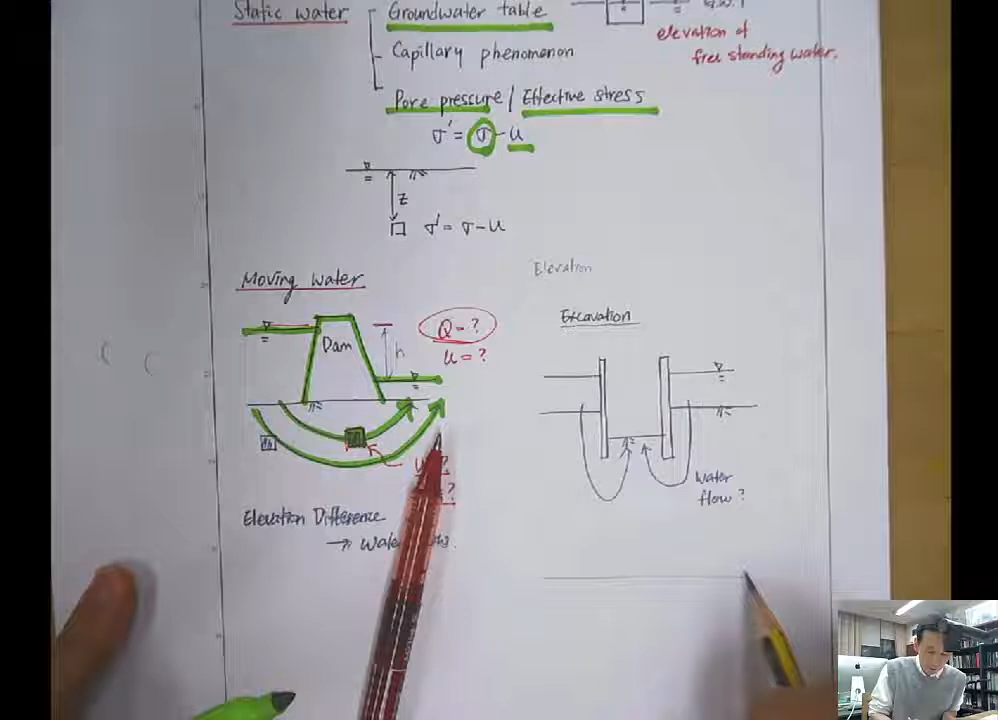 Static water
Groundwater table
G.W.T
elevation of
free standing water.
Capillary phenomenon
Pore pressure / Effective stress
σ' = σ - u
z
σ' = σ - u
Moving water
Elevation
Excavation
Dam
h
Q = ?
u = ?
Elevation Difference
Water
flow ?